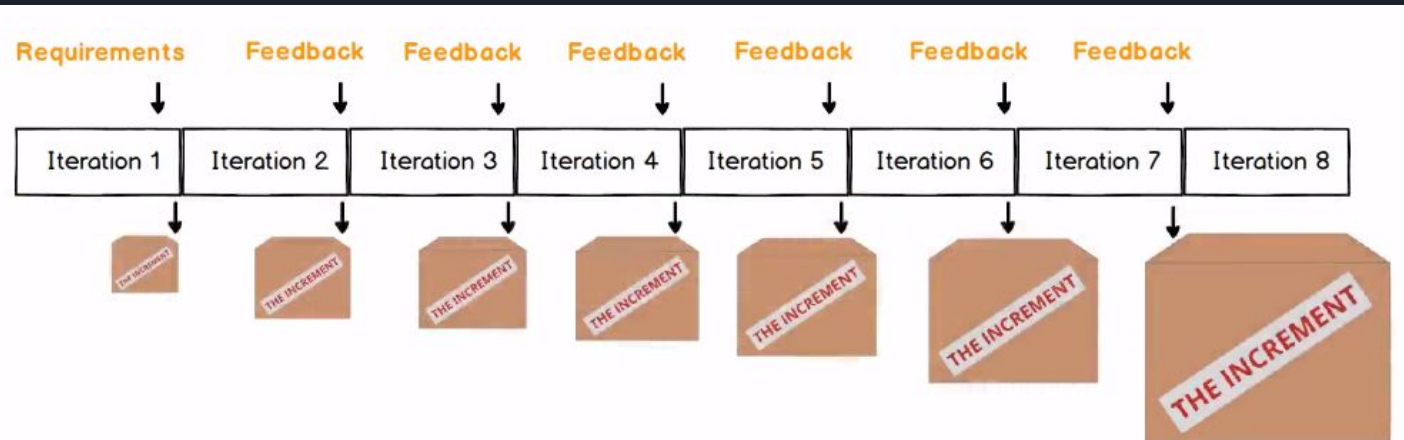 Requirements Feedback Feedback Feedback Feedback Feedback Feedback
Iteration 1 Iteration 2 Iteration 3 Iteration 4 Iteration 5 Iteration 6 Iteration 7 Iteration 8
THE INCREMENT THE INCREMENT THE INCREMENT THE INCREMENT THE INCREMENT THE INCREMENT THE INCREMENT